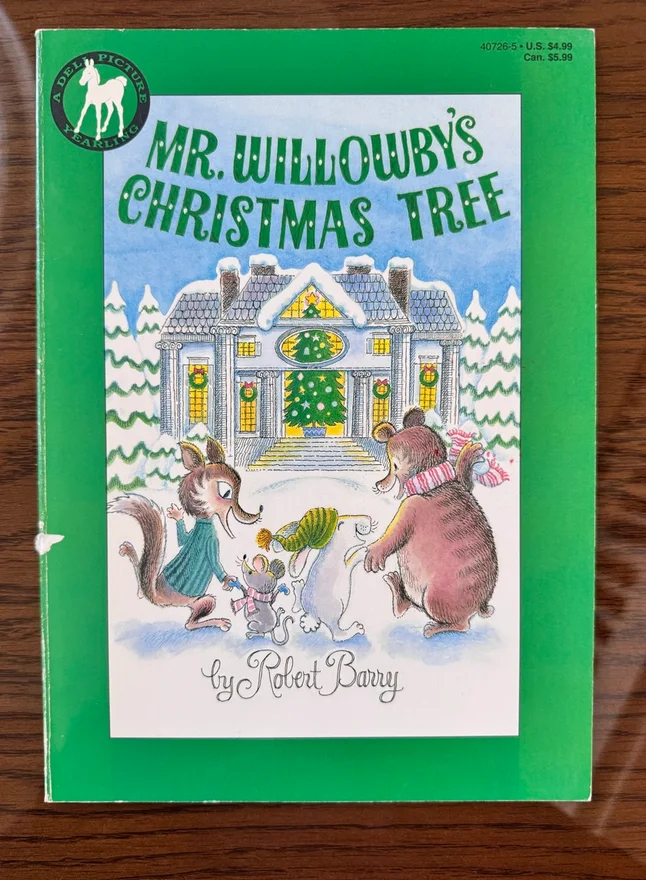 40726-5 • U.S. $4.99
Can. $5.99
A DELL PICTURE
YEARLING
MR. WILLOWBY'S
CHRISTMAS TREE
by Robert Barry